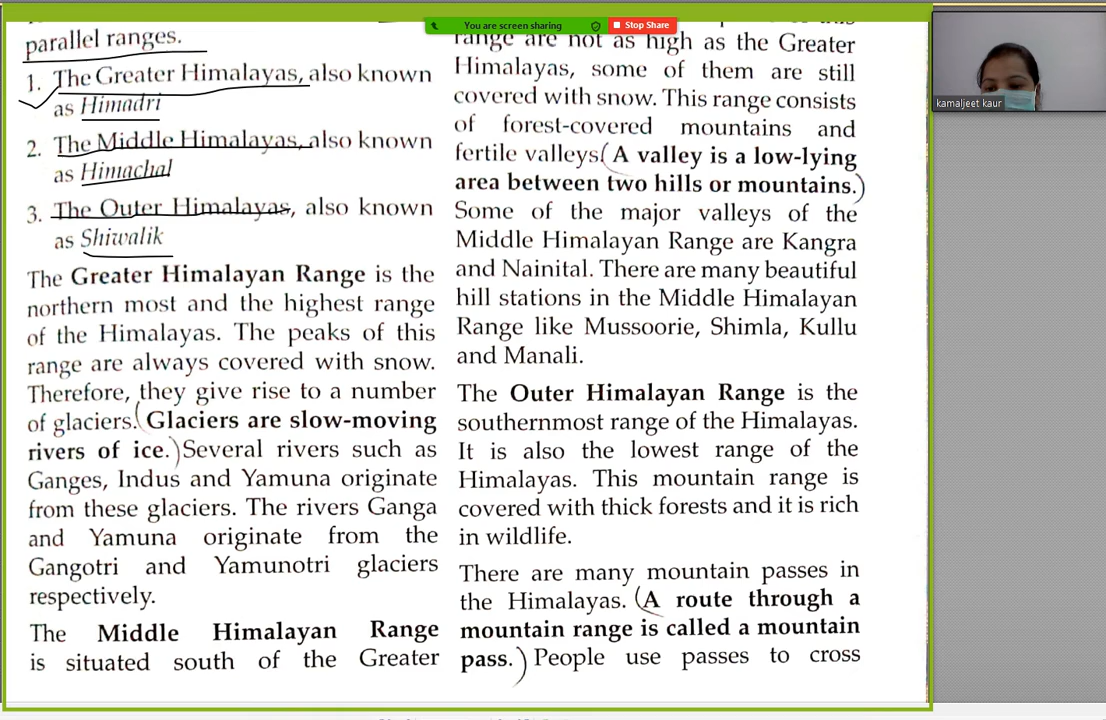 You are screen sharing
Stop Share
parallel ranges.
1. The Greater Himalayas, also known
as Himadri
2. The Middle Himalayas, also known
as Himachal
3. The Outer Himalayas, also known
as Shiwalik
The Greater Himalayan Range is the
northern most and the highest range
of the Himalayas. The peaks of this
range are always covered with snow.
Therefore, they give rise to a number
of glaciers. (Glaciers are slow-moving
rivers of ice.) Several rivers such as
Ganges, Indus and Yamuna originate
from these glaciers. The rivers Ganga
and Yamuna originate from the
Gangotri and Yamunotri glaciers
respectively.
The Middle Himalayan Range
is situated south of the Greater
range are not as high as the Greater
Himalayas, some of them are still
covered with snow. This range consists
of forest-covered mountains and
fertile valleys (A valley is a low-lying
area between two hills or mountains.)
Some of the major valleys of the
Middle Himalayan Range are Kangra
and Nainital. There are many beautiful
hill stations in the Middle Himalayan
Range like Mussoorie, Shimla, Kullu
and Manali.
The Outer Himalayan Range is the
southernmost range of the Himalayas.
It is also the lowest range of the
Himalayas. This mountain range is
covered with thick forests and it is rich
in wildlife.
There are many mountain passes in
the Himalayas. (A route through a
mountain range is called a mountain
pass.) People use passes to cross
kamaljeet kaur